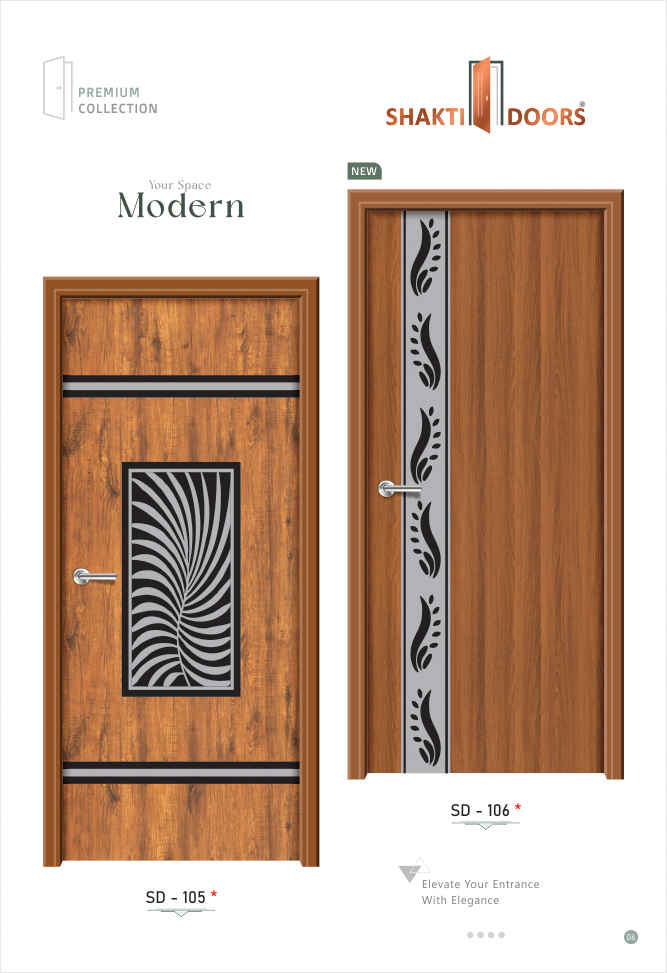 PREMIUM
COLLECTION
SHAKTI DOORS®
Your Space
Modern
NEW
SD - 106 *
Elevate Your Entrance
With Elegance
SD - 105 *
06